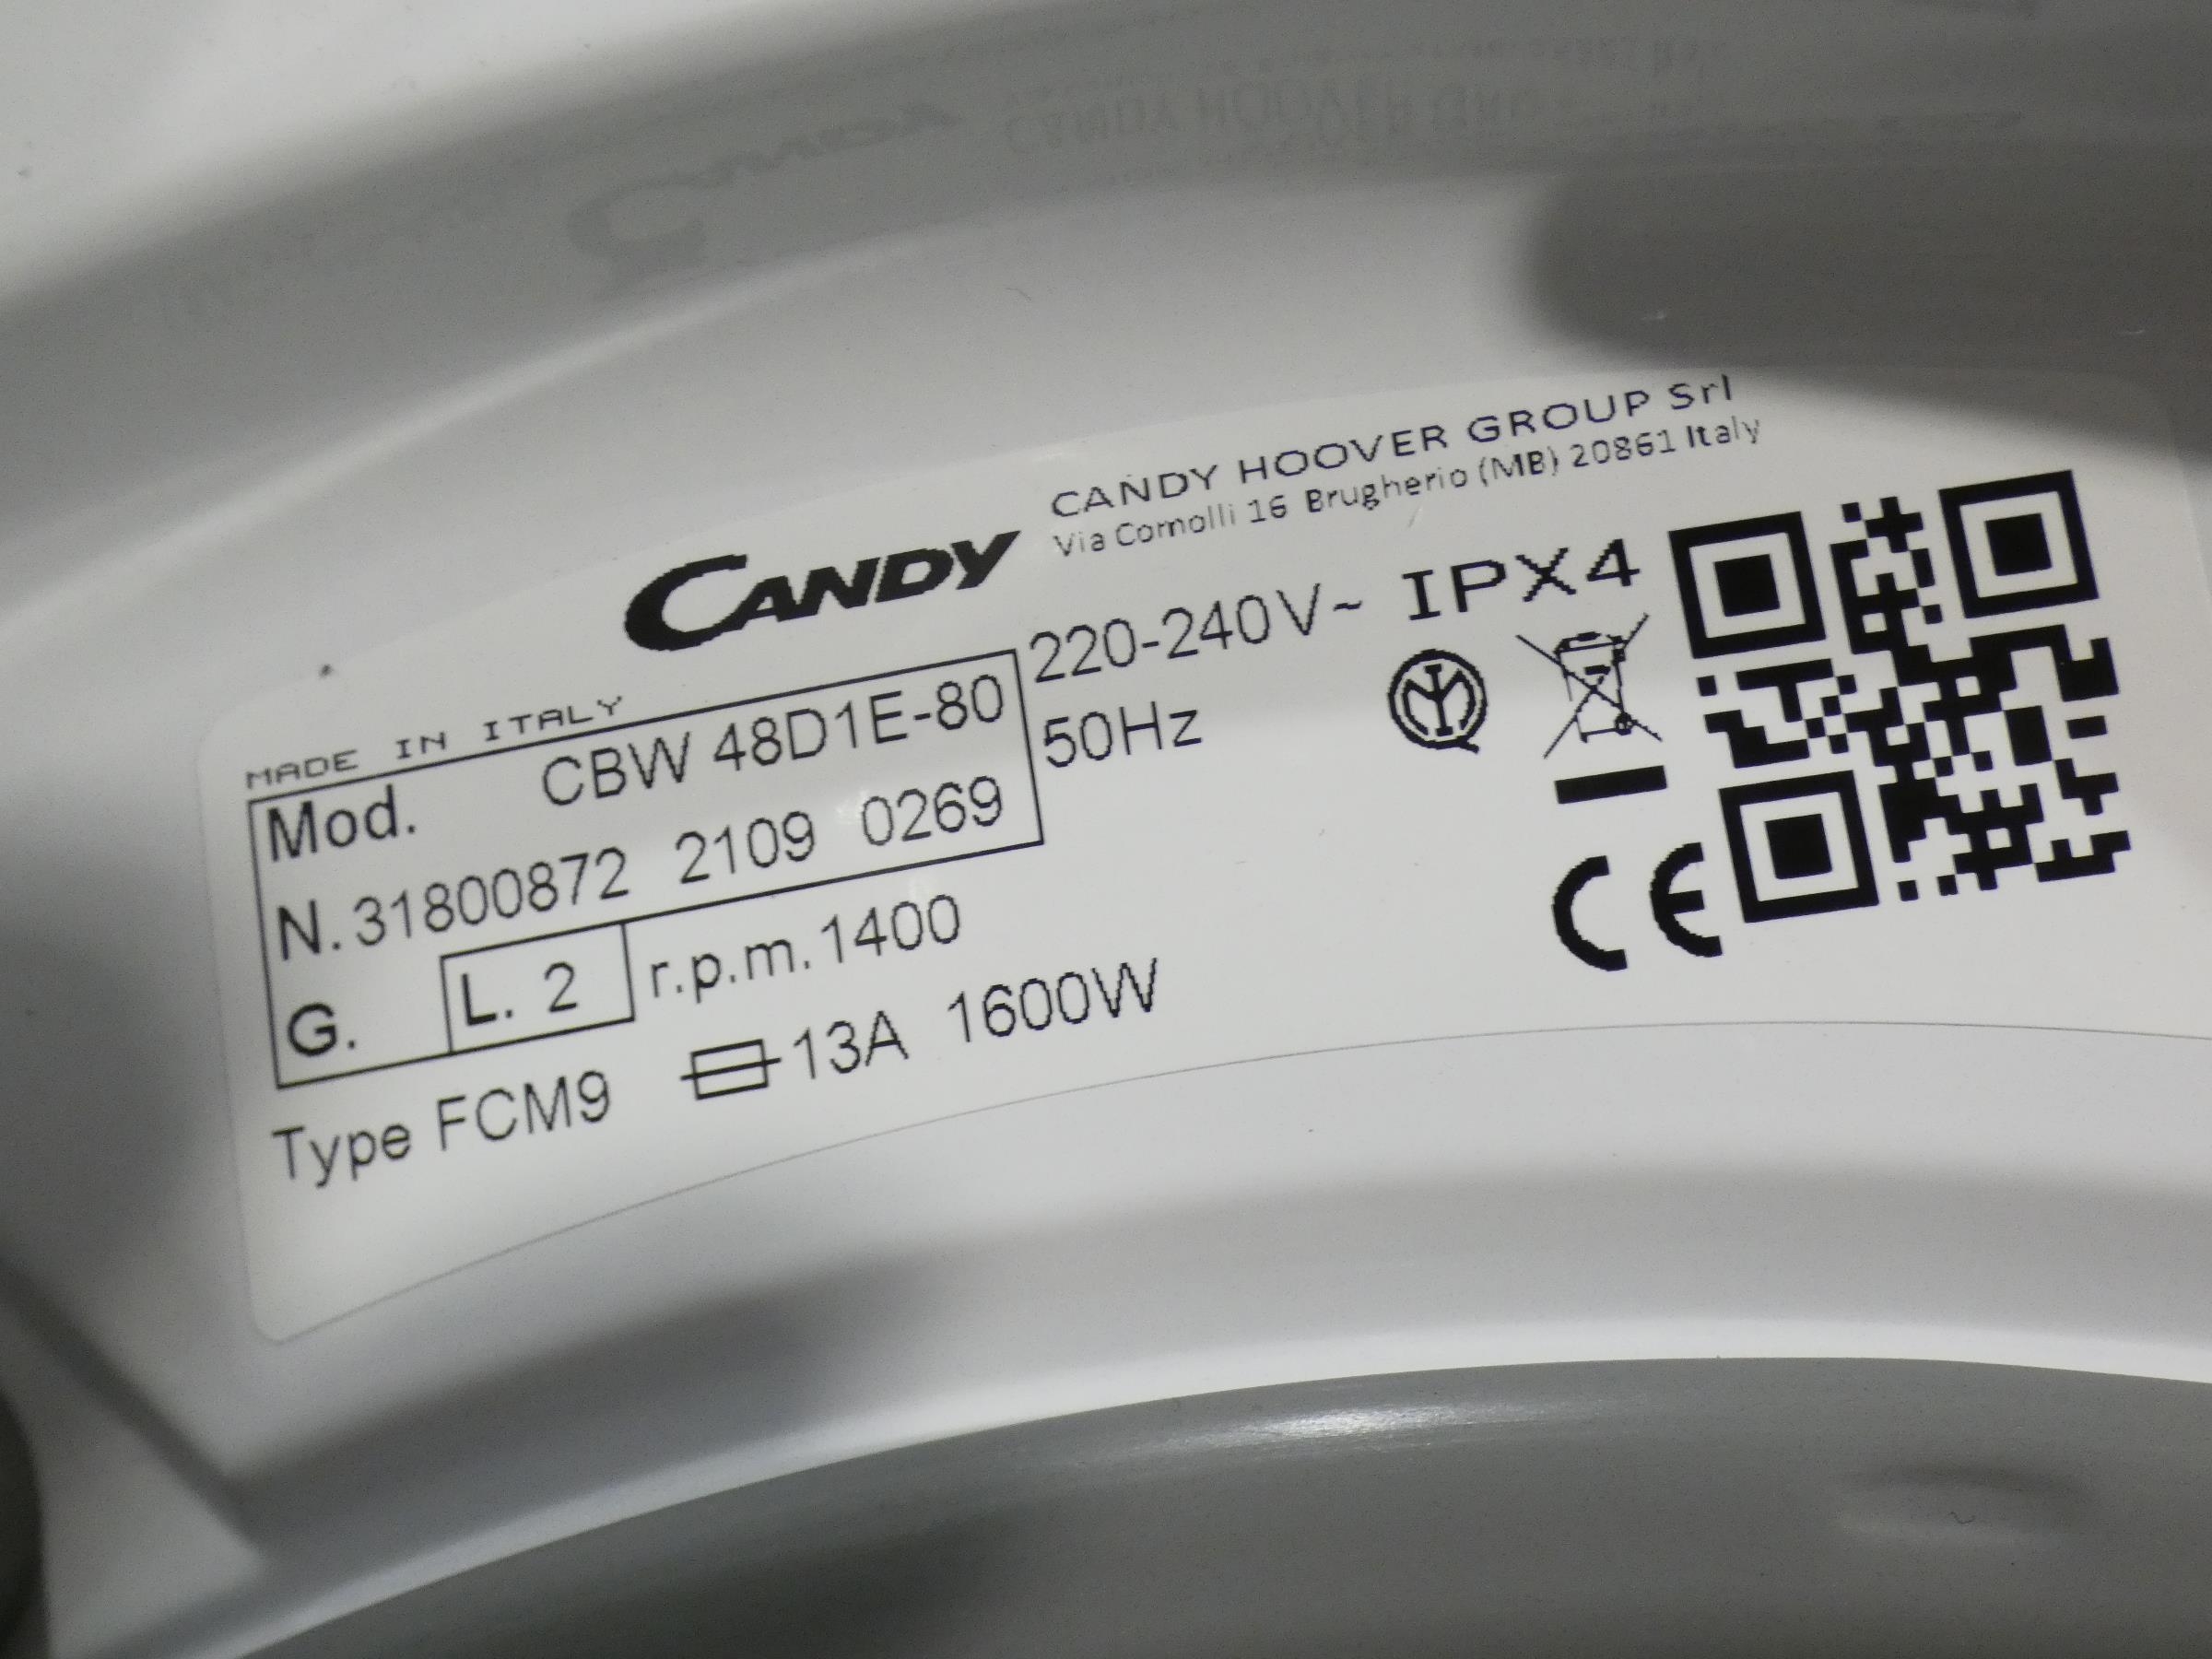 CANDY HOOVER GROUP Srl
Via Comolli 16 Brugherio (MB) 20861 Italy
CANDY
220-240V~ IPX4
50Hz
MADE IN ITALY
Mod. CBW 48D1E-80
N. 31800872 2109 0269
G. L. 2 r.p.m. 1400
Type FCM9 13A 1600W
CE